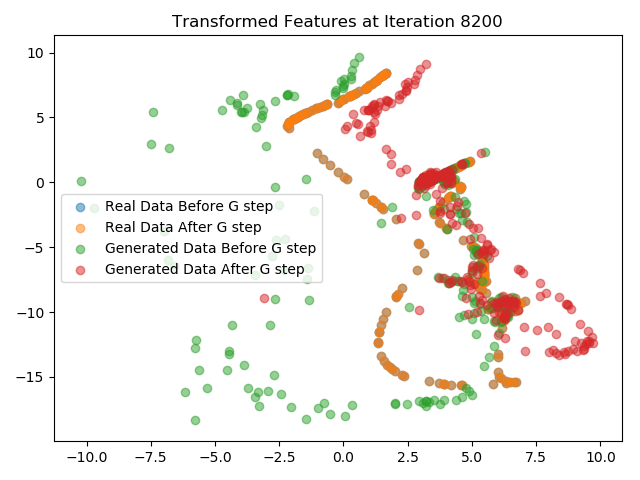 Transformed Features at Iteration 8200
10
5
0
−5
−10
−15
Real Data Before G step
Real Data After G step
Generated Data Before G step
Generated Data After G step
−10.0 −7.5 −5.0 −2.5 0.0 2.5 5.0 7.5 10.0